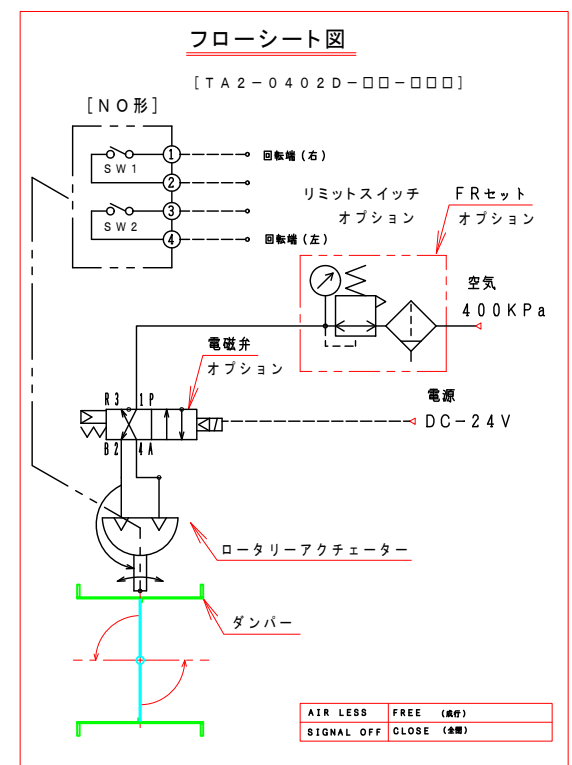 フローシート図
[TA2-0402D-□□-□□□]
[NO形]
1
SW1
2
3
SW2
4
回転端(右)
回転端(左)
リミットスイッチ
オプション
FRセット
オプション
空気
400KPa
電磁弁
オプション
電源
DC-24V
R3 1P
B2 4A
ロータリーアクチェーター
ダンパー
AIR LESS FREE (成行)
SIGNAL OFF CLOSE (全閉)